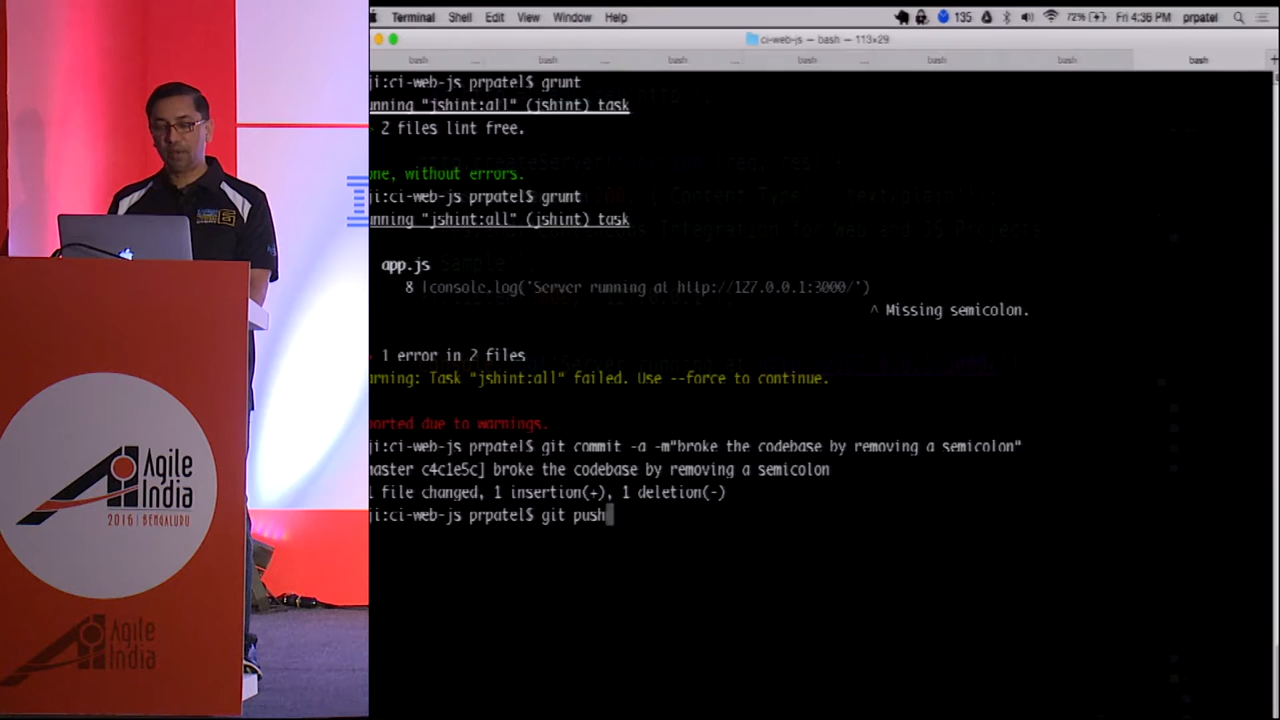 Terminal Shell Edit View Window Help
135 72% Fri 4:36 PM prpatel
ci-web-js — bash — 113×29
bash bash bash bash bash bash bash
ji:ci-web-js prpatel$ grunt
unning "jshint:all" (jshint) task
2 files lint free.
one, without errors.
ji:ci-web-js prpatel$ grunt
unning "jshint:all" (jshint) task
app.js
8 |console.log('Server running at http://127.0.0.1:3000/')
^ Missing semicolon.
1 error in 2 files
arning: Task "jshint:all" failed. Use --force to continue.
ported due to warnings.
ji:ci-web-js prpatel$ git commit -a -m"broke the codebase by removing a semicolon"
master c4c1e5c] broke the codebase by removing a semicolon
1 file changed, 1 insertion(+), 1 deletion(-)
ji:ci-web-js prpatel$ git push
Agile
India
2016 | BENGALURU
Agile
India